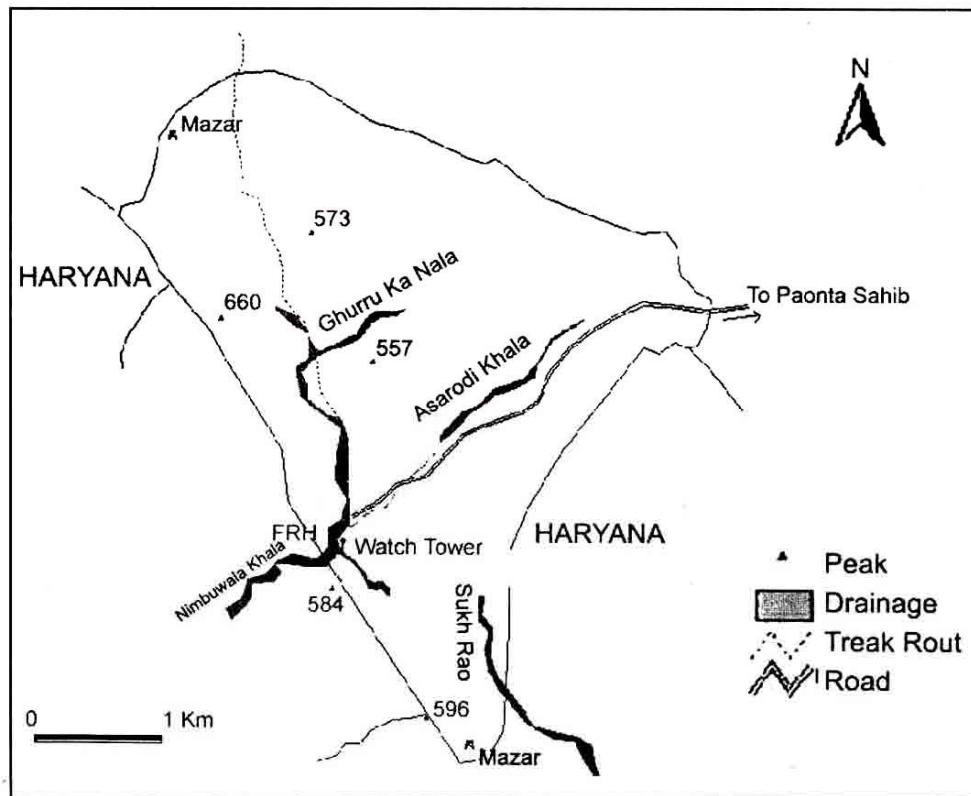 N
Mazar
573
HARYANA
Ghurru Ka Nala
To Paonta Sahib
660
557
Asarodi Khala
FRH
HARYANA
Watch Tower
Nimbuwala Khala
Peak
584
Drainage
Sukh Rao
Treak Rout
Road
0 1 Km
596
Mazar